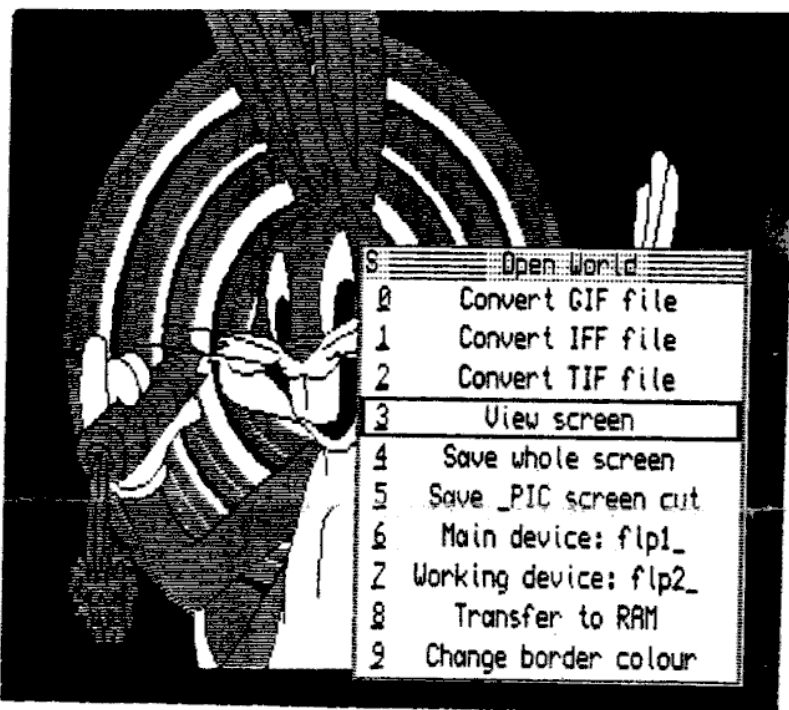 S Open World
0 Convert GIF file
1 Convert IFF file
2 Convert TIF file
3 View screen
4 Save whole screen
5 Save _PIC screen cut
6 Main device: flp1_
7 Working device: flp2_
8 Transfer to RAM
9 Change border colour